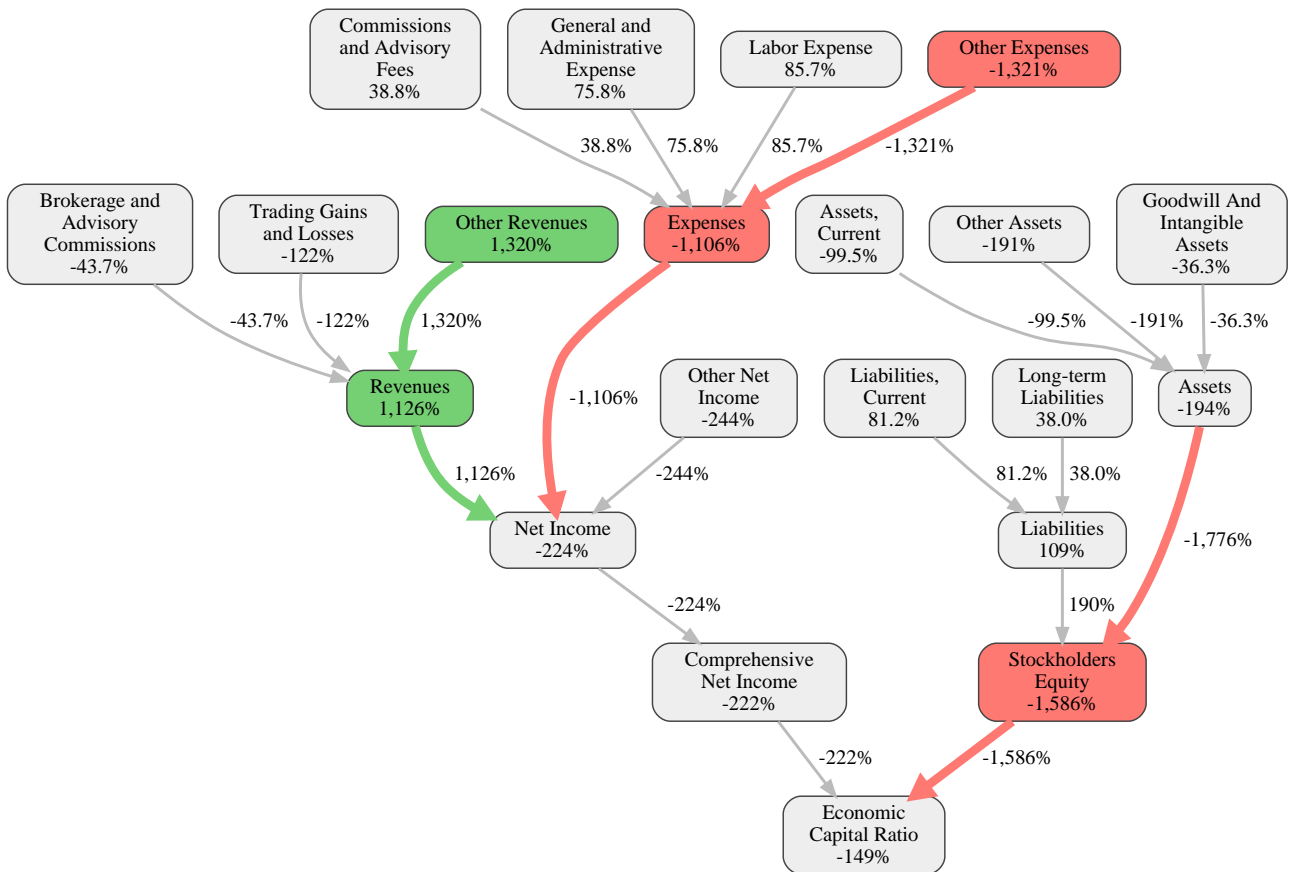 Commissions
and Advisory
Fees
38.8%
General and
Administrative
Expense
75.8%
Labor Expense
85.7%
Other Expenses
-1,321%
38.8%
75.8%
85.7%
-1,321%
Brokerage and
Advisory
Commissions
-43.7%
Trading Gains
and Losses
-122%
Other Revenues
1,320%
Expenses
-1,106%
Assets,
Current
-99.5%
Other Assets
-191%
Goodwill And
Intangible
Assets
-36.3%
-43.7%
-122%
1,320%
-99.5%
-191%
-36.3%
Revenues
1,126%
-1,106%
Other Net
Income
-244%
Liabilities,
Current
81.2%
Long-term
Liabilities
38.0%
Assets
-194%
1,126%
-244%
81.2%
38.0%
Net Income
-224%
Liabilities
109%
-1,776%
-224%
190%
Comprehensive
Net Income
-222%
Stockholders
Equity
-1,586%
-222%
-1,586%
Economic
Capital Ratio
-149%